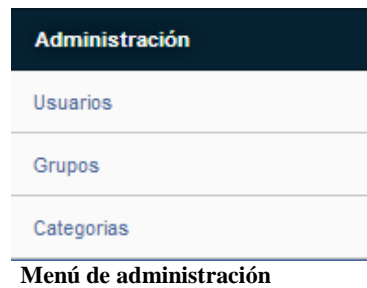 Administración
Usuarios
Grupos
Categorias
Menú de administración